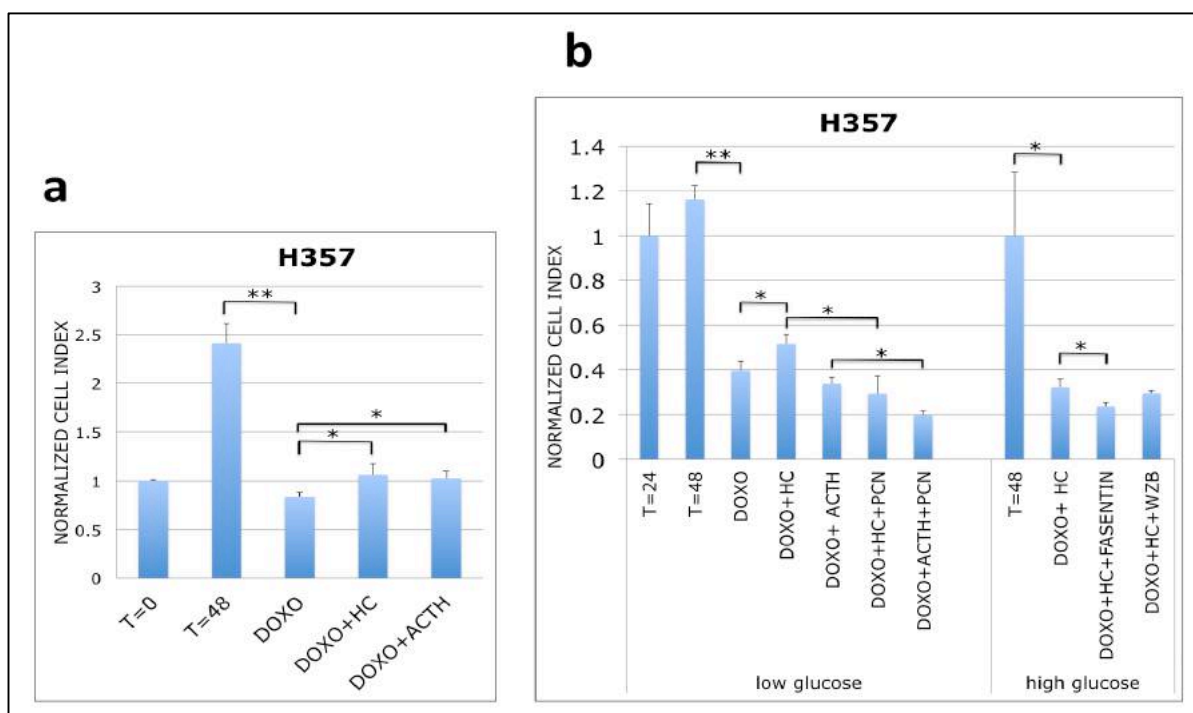 a
H357
NORMALIZED CELL INDEX
3
2.5
2
1.5
1
0.5
0
**
*
*
T=0
T=48
DOXO
DOXO+HC
DOXO+ACTH
b
H357
NORMALIZED CELL INDEX
1.4
1.2
1
0.8
0.6
0.4
0.2
0
**
*
*
*
*
*
T=24
T=48
DOXO
DOXO+HC
DOXO+ ACTH
DOXO+HC+PCN
DOXO+ACTH+PCN
T=48
DOXO+ HC
DOXO+HC+FASENTIN
DOXO+HC+WZB
low glucose
high glucose